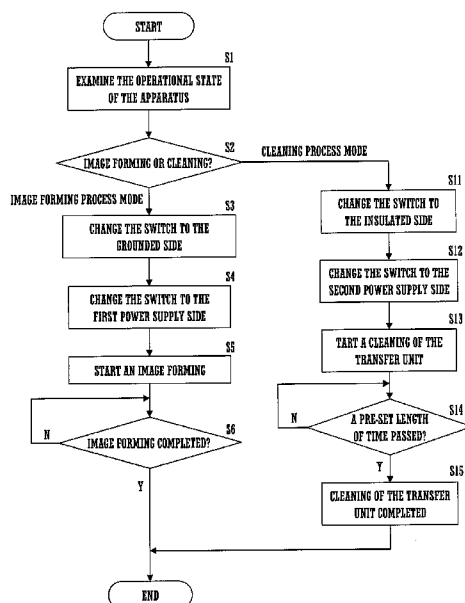 START
S1
EXAMINE THE OPERATIONAL STATE
OF THE APPARATUS
S2
IMAGE FORMING OR CLEANING?
CLEANING PROCESS MODE
IMAGE FORMING PROCESS MODE
S3
CHANGE THE SWITCH TO THE
GROUNDED SIDE
S4
CHANGE THE SWITCH TO THE
FIRST POWER SUPPLY SIDE
S5
START AN IMAGE FORMING
S6
IMAGE FORMING COMPLETED?
N
Y
S11
CHANGE THE SWITCH TO
THE INSULATED SIDE
S12
CHANGE THE SWITCH TO THE
SECOND POWER SUPPLY SIDE
S13
TART A CLEANING OF THE
TRANSFER UNIT
S14
A PRE-SET LENGTH
OF TIME PASSED?
N
Y
S15
CLEANING OF THE TRANSFER
UNIT COMPLETED
END